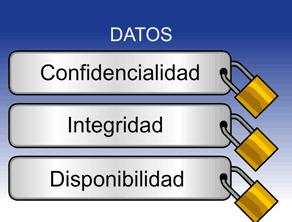 DATOS
Confidencialidad
Integridad
Disponibilidad